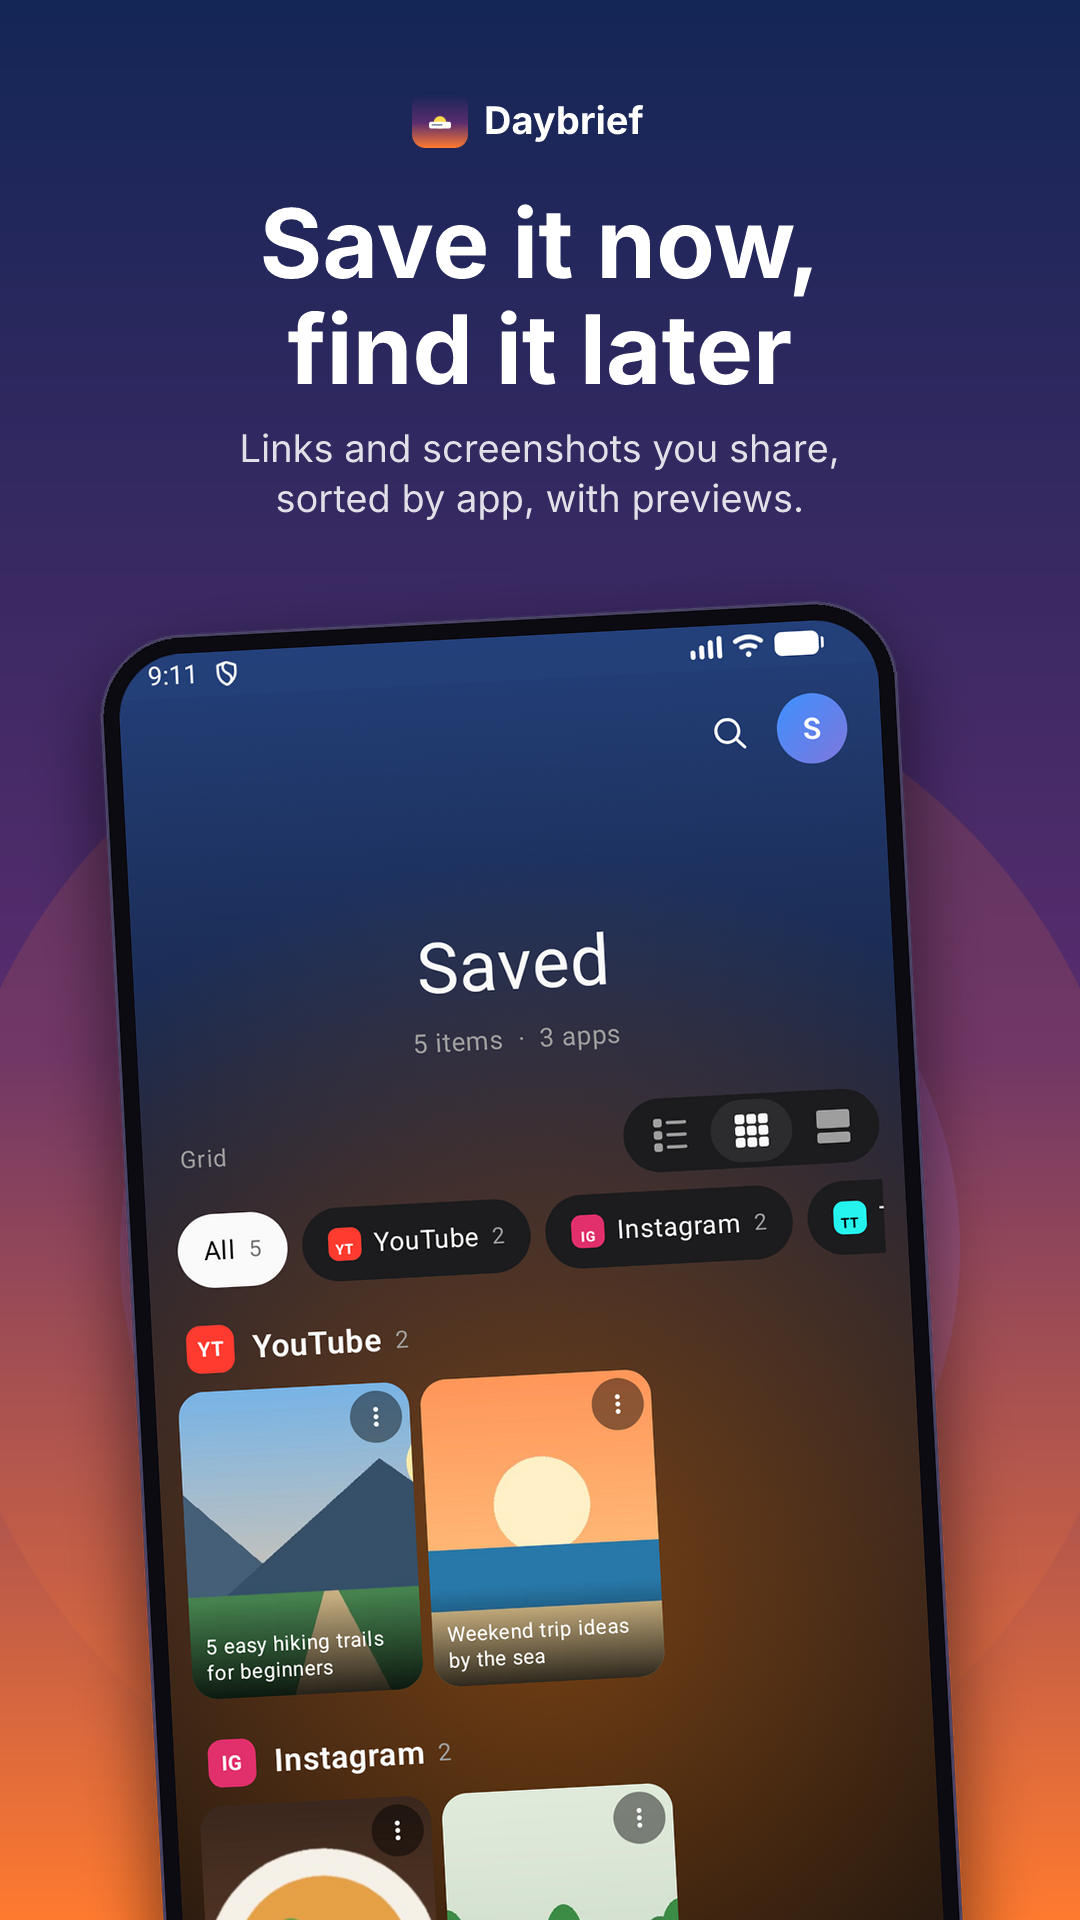 Daybrief
Save it now,
find it later
Links and screenshots you share,
sorted by app, with previews.
9:11
S
Saved
5 items · 3 apps
Grid
All 5
YT YouTube 2
IG Instagram 2
TT
YT YouTube 2
5 easy hiking trails
for beginners
Weekend trip ideas
by the sea
IG Instagram 2